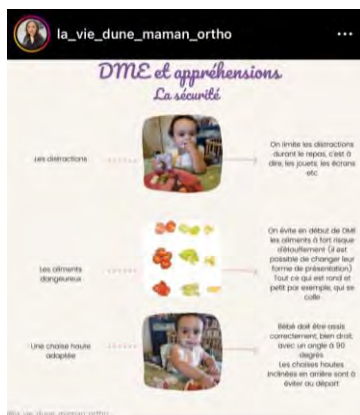 la_vie_dune_maman_ortho
DME et appréhensions
La sécurité
Les distractions
On limite les distractions
durant le repas, c'est à
dire, les jouets, les écrans
etc
Les aliments
dangeureux
On évite en début de DME
les aliments à fort risque
d'étouffement (il est
possible de changer leur
forme de présentation)
Tout ce qui est rond et
petit par exemple, qui se
colle
Une chaise haute
adaptée
Bébé doit être assis
correctement, bien droit,
avec un angle à 90
degrés
Les chaises hautes
inclinées en arrière sont à
éviter au départ
@la_vie_dune_maman_ortho